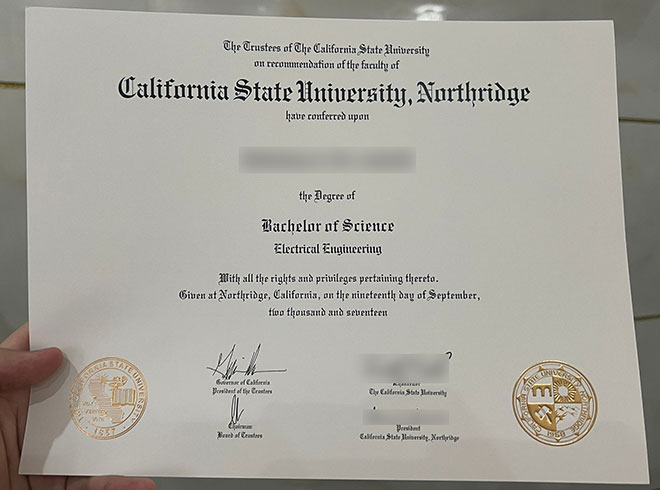 The Trustees of The California State University
on recommendation of the faculty of
California State University, Northridge
have conferred upon
the Degree of
Bachelor of Science
Electrical Engineering
With all the rights and privileges pertaining thereto.
Given at Northridge, California, on the nineteenth day of September,
two thousand and seventeen
Governor of California
President of the Trustees
The California State University
Chairman
Board of Trustees
President
California State University, Northridge